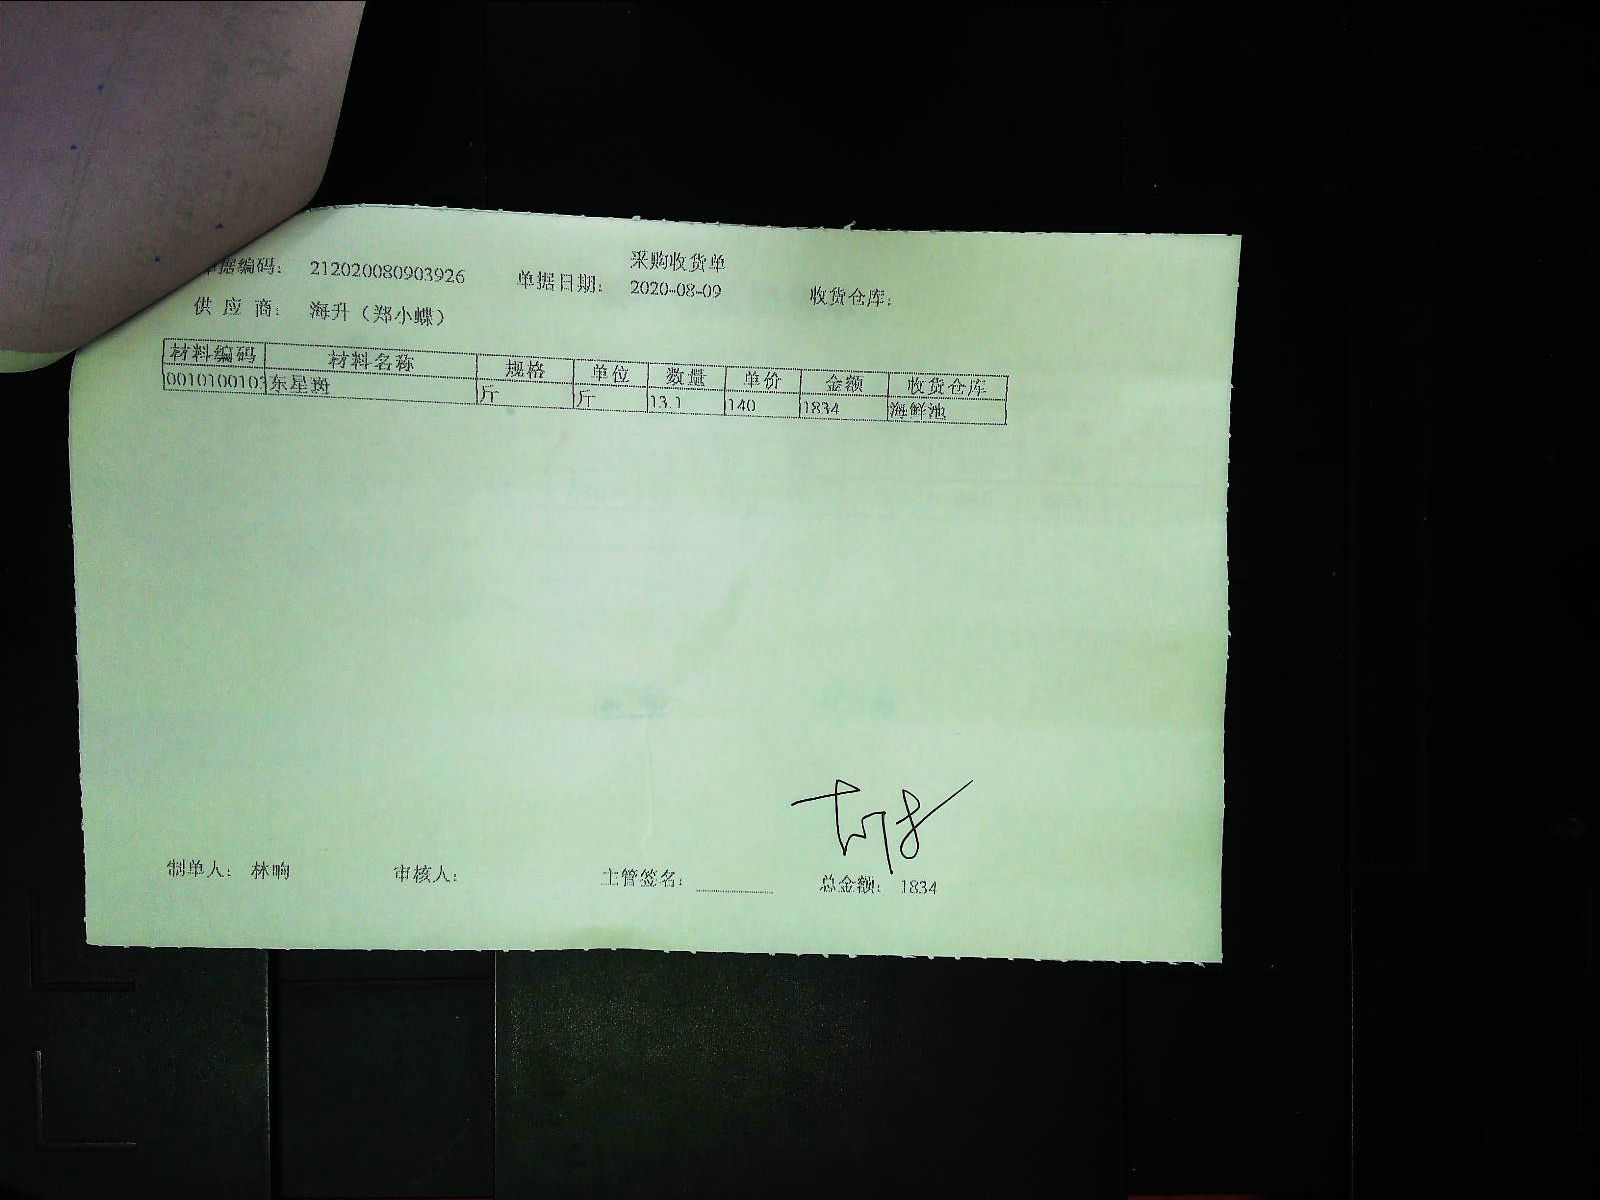 采购收货单
单据编码: 212020080903926 单据日期: 2020-08-09 收货仓库:
供应商: 海升（郑小蝶）
材料编码 材料名称 规格 单位 数量 单价 金额 收货仓库
0010100103 东星斑 斤 斤 13.1 140 1834 海鲜池
制单人: 林晌 审核人: 主管签名: 总金额: 1834